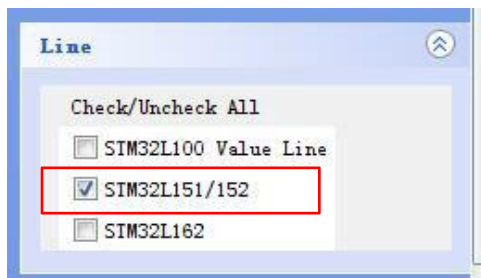 Line
Check/Uncheck All
STM32L100 Value Line
STM32L151/152
STM32L162